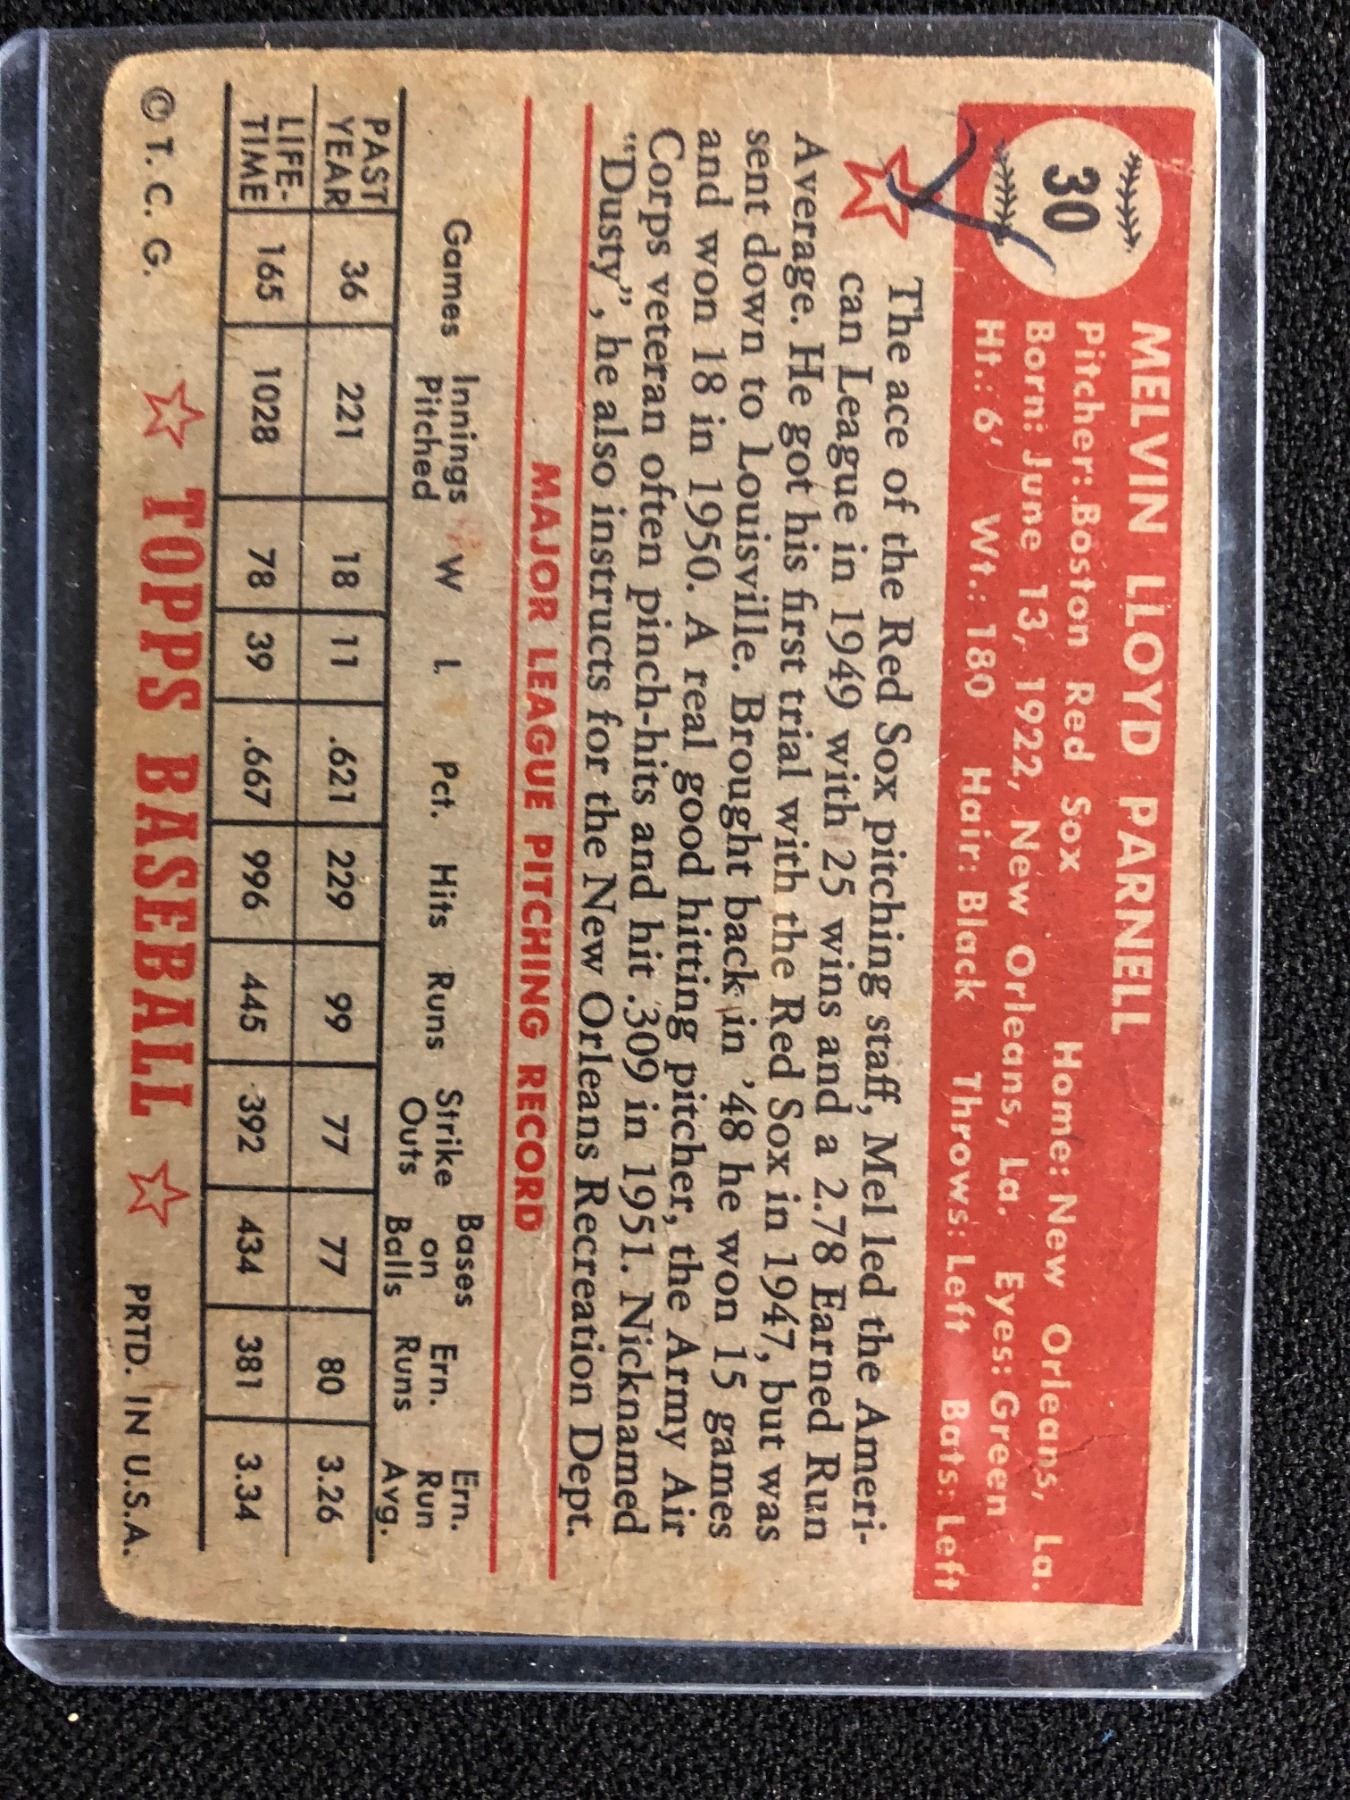 30
MELVIN LLOYD PARNELL
Pitcher: Boston Red Sox Home: New Orleans, La.
Born: June 13, 1922, New Orleans, La. Eyes: Green
Ht.: 6' Wt.: 180 Hair: Black Throws: Left Bats: Left
The ace of the Red Sox pitching staff, Mel led the Ameri-
can League in 1949 with 25 wins and a 2.78 Earned Run
Average. He got his first trial with the Red Sox in 1947, but was
sent down to Louisville. Brought back in '48 he won 15 games
and won 18 in 1950. A real good hitting pitcher, the Army Air
Corps veteran often pinch-hits and hit .309 in 1951. Nicknamed
"Dusty", he also instructs for the New Orleans Recreation Dept.
MAJOR LEAGUE PITCHING RECORD
Games Innings Pitched W L Pct. Hits Runs Strike Outs Bases on Balls Ern. Runs Ern. Run Avg.
PAST YEAR 36 221 18 11 .621 229 99 77 77 80 3.26
LIFE-TIME 165 1028 78 39 .667 996 445 392 434 381 3.34
© T. C. G. TOPPS BASEBALL PRTD. IN U.S.A.